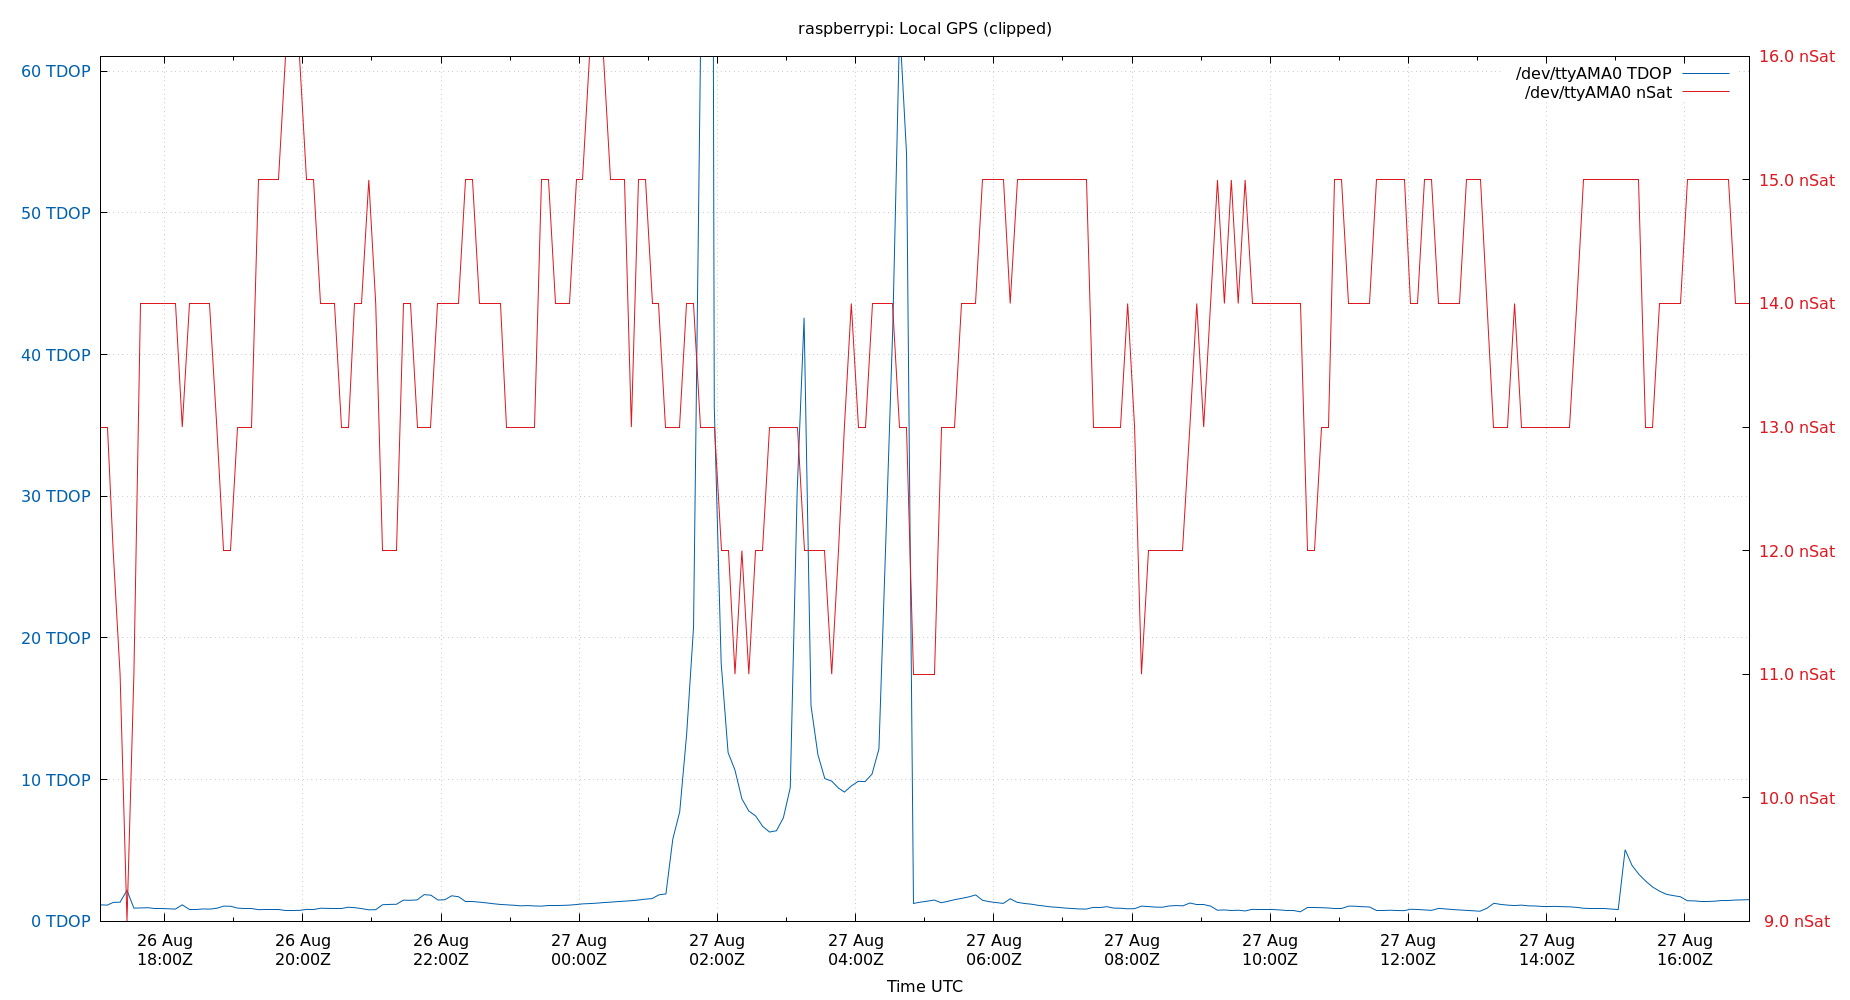 raspberrypi: Local GPS (clipped)
/dev/ttyAMA0 TDOP
/dev/ttyAMA0 nSat
60 TDOP
50 TDOP
40 TDOP
30 TDOP
20 TDOP
10 TDOP
0 TDOP
16.0 nSat
15.0 nSat
14.0 nSat
13.0 nSat
12.0 nSat
11.0 nSat
10.0 nSat
9.0 nSat
26 Aug
18:00Z
26 Aug
20:00Z
26 Aug
22:00Z
27 Aug
00:00Z
27 Aug
02:00Z
27 Aug
04:00Z
27 Aug
06:00Z
27 Aug
08:00Z
27 Aug
10:00Z
27 Aug
12:00Z
27 Aug
14:00Z
27 Aug
16:00Z
Time UTC